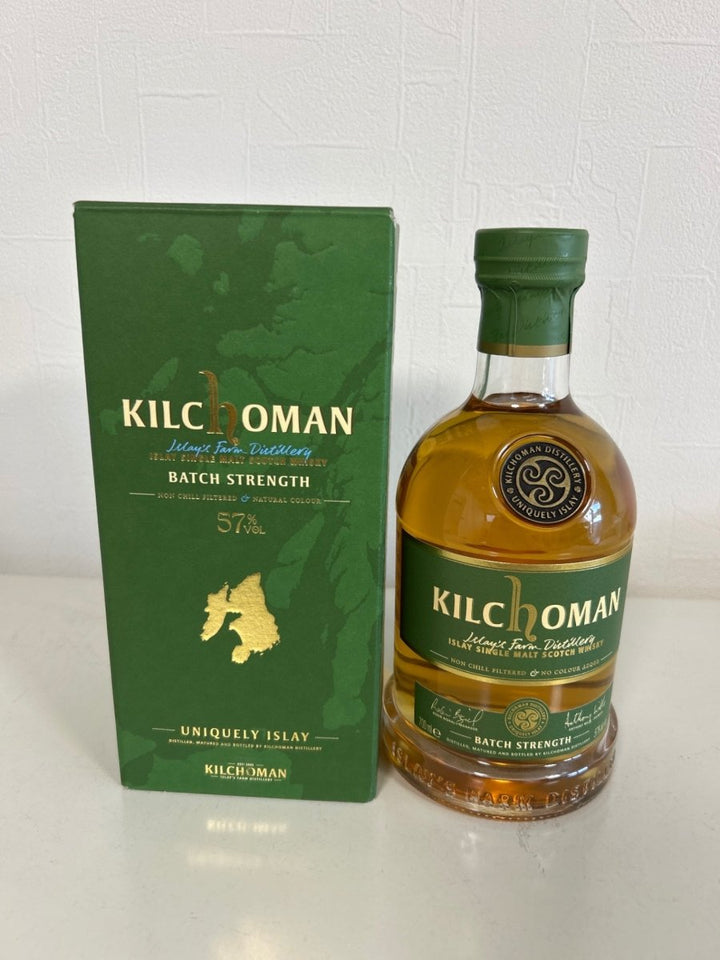 KILCHOMAN
Islay's Farm Distillery
ISLAY SINGLE MALT SCOTCH WHISKY
BATCH STRENGTH
NON CHILL FILTERED & NATURAL COLOUR
57% VOL
UNIQUELY ISLAY
DISTILLED, MATURED AND BOTTLED BY KILCHOMAN DISTILLERY
KILCHOMAN
ISLAY'S FARM DISTILLERY
KILCHOMAN DISTILLERY
UNIQUELY ISLAY
KILCHOMAN
Islay's Farm Distillery
ISLAY SINGLE MALT SCOTCH WHISKY
NON CHILL FILTERED & NO COLOUR ADDED
700ml e
BATCH STRENGTH
DISTILLED, MATURED AND BOTTLED BY KILCHOMAN DISTILLERY
ISLAY'S FARM DISTILL